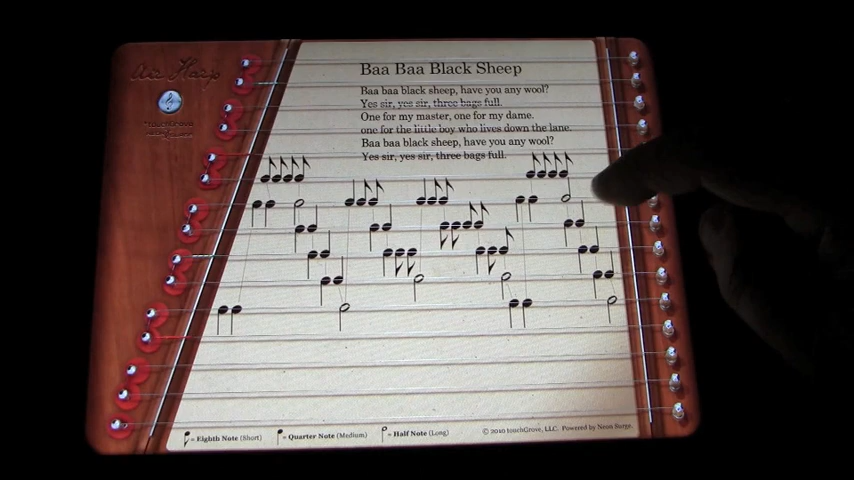 Air Harp
Baa Baa Black Sheep
Baa baa black sheep, have you any wool?
Yes sir, yes sir, three bags full.
One for my master, one for my dame.
one for the little boy who lives down the lane.
Baa baa black sheep, have you any wool?
Yes sir, yes sir, three bags full.
= Eighth Note (Short) = Quarter Note (Medium) = Half Note (Long) © 2010 touchGrove, LLC. Powered by Neon Surge.